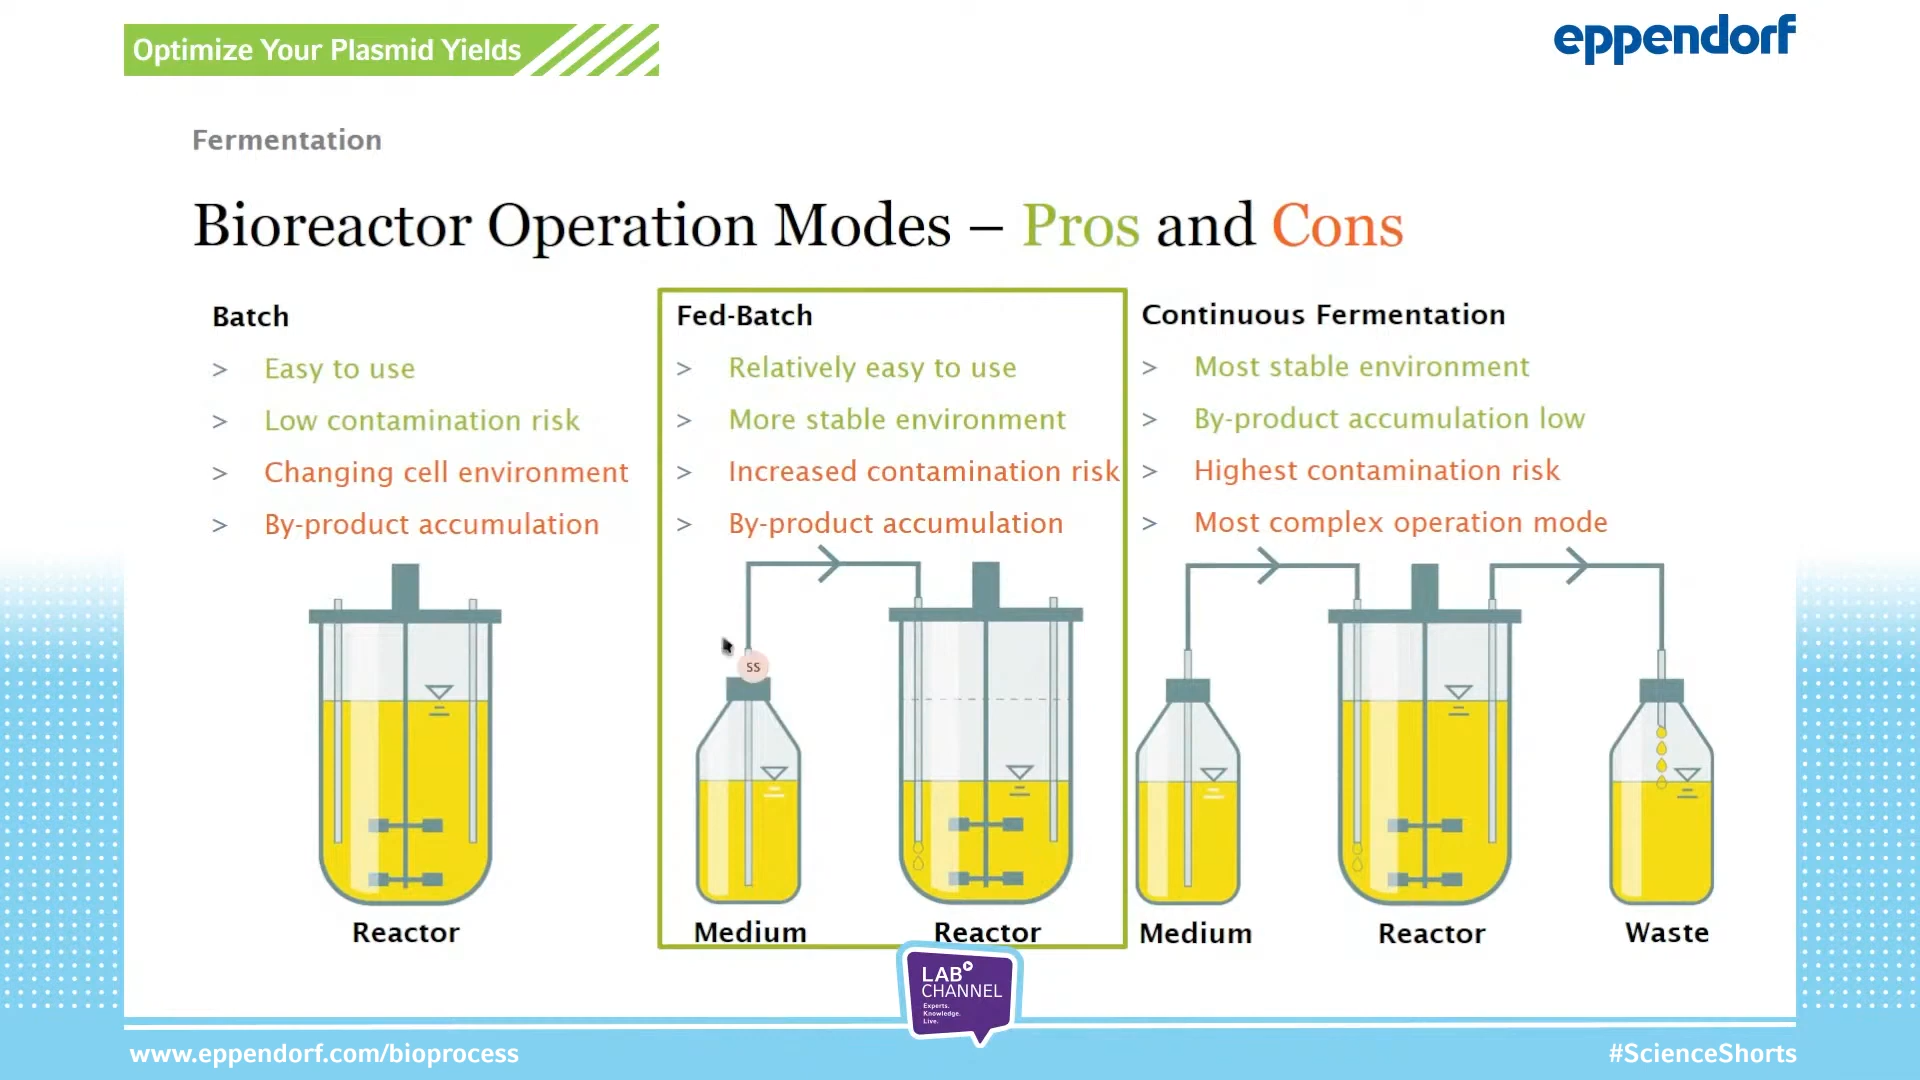 Optimize Your Plasmid Yields
eppendorf
Fermentation
Bioreactor Operation Modes – Pros and Cons
Batch
> Easy to use
> Low contamination risk
> Changing cell environment
> By-product accumulation
Reactor
Fed-Batch
> Relatively easy to use
> More stable environment
> Increased contamination risk
> By-product accumulation
SS
Medium
Reactor
Continuous Fermentation
> Most stable environment
> By-product accumulation low
> Highest contamination risk
> Most complex operation mode
Medium
Reactor
Waste
LAB
CHANNEL
Experts.
Knowledge.
Live.
www.eppendorf.com/bioprocess
#ScienceShorts